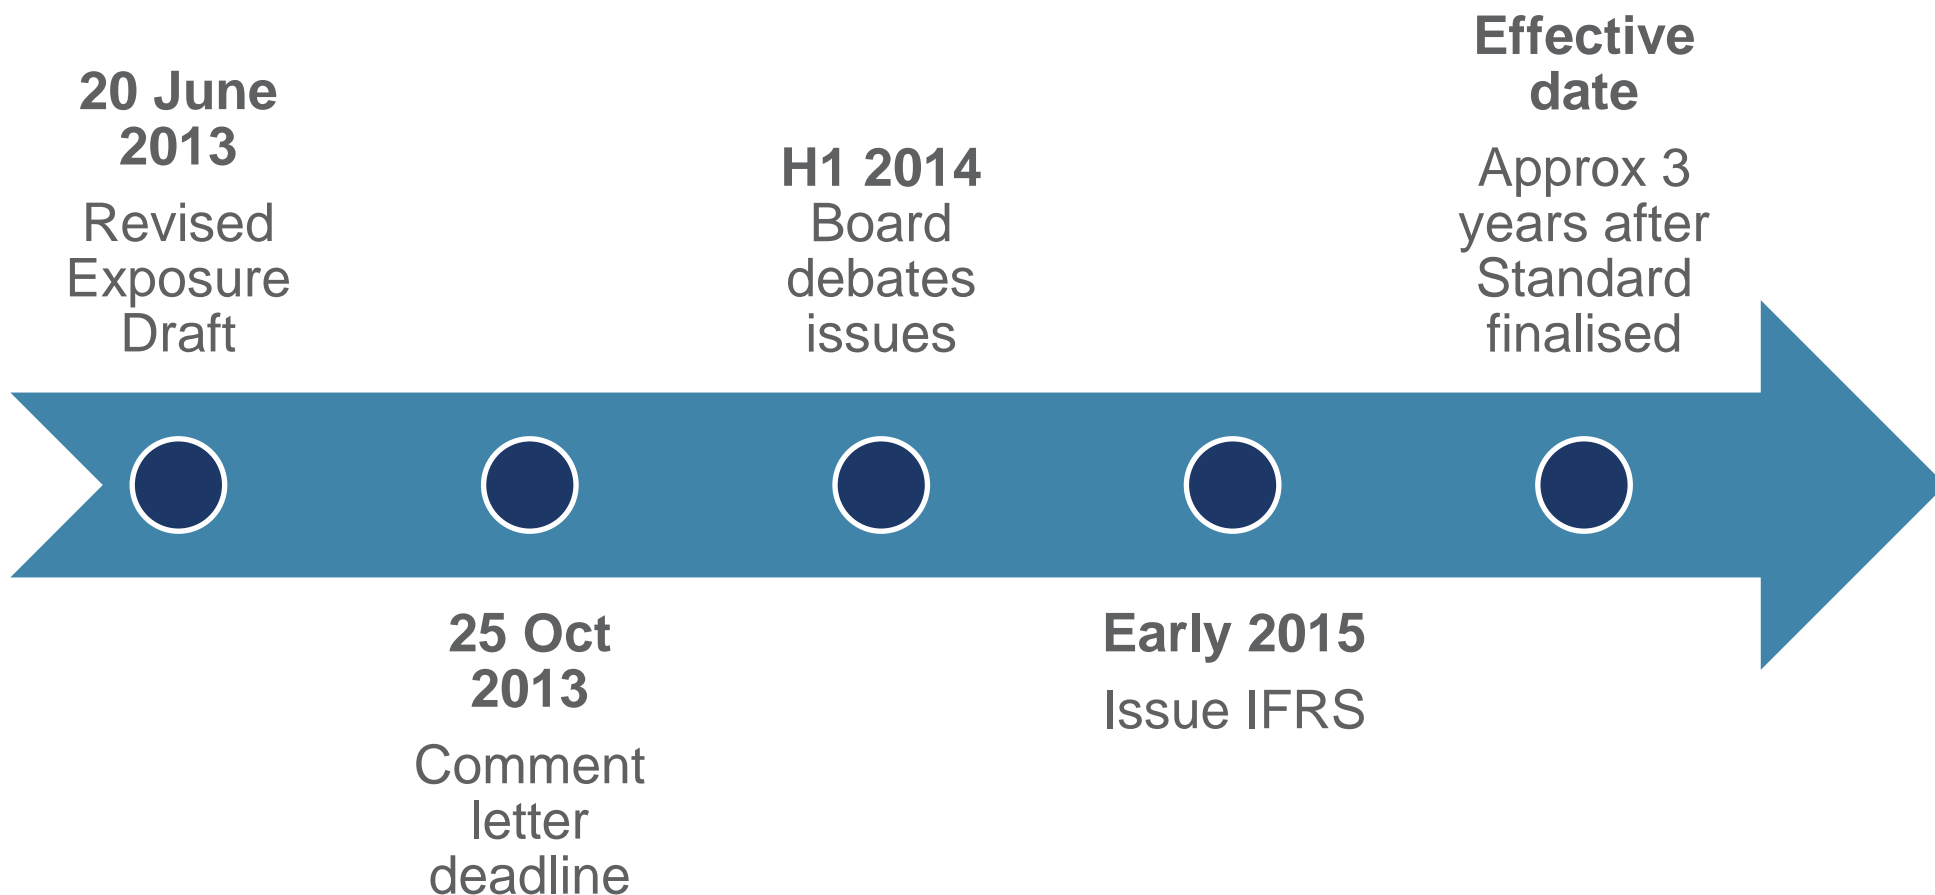 20 June
2013
Revised
Exposure
Draft
25 Oct
2013
Comment
letter
deadline
H1 2014
Board
debates
issues
Early 2015
Issue IFRS
Effective
date
Approx 3
years after
Standard
finalised